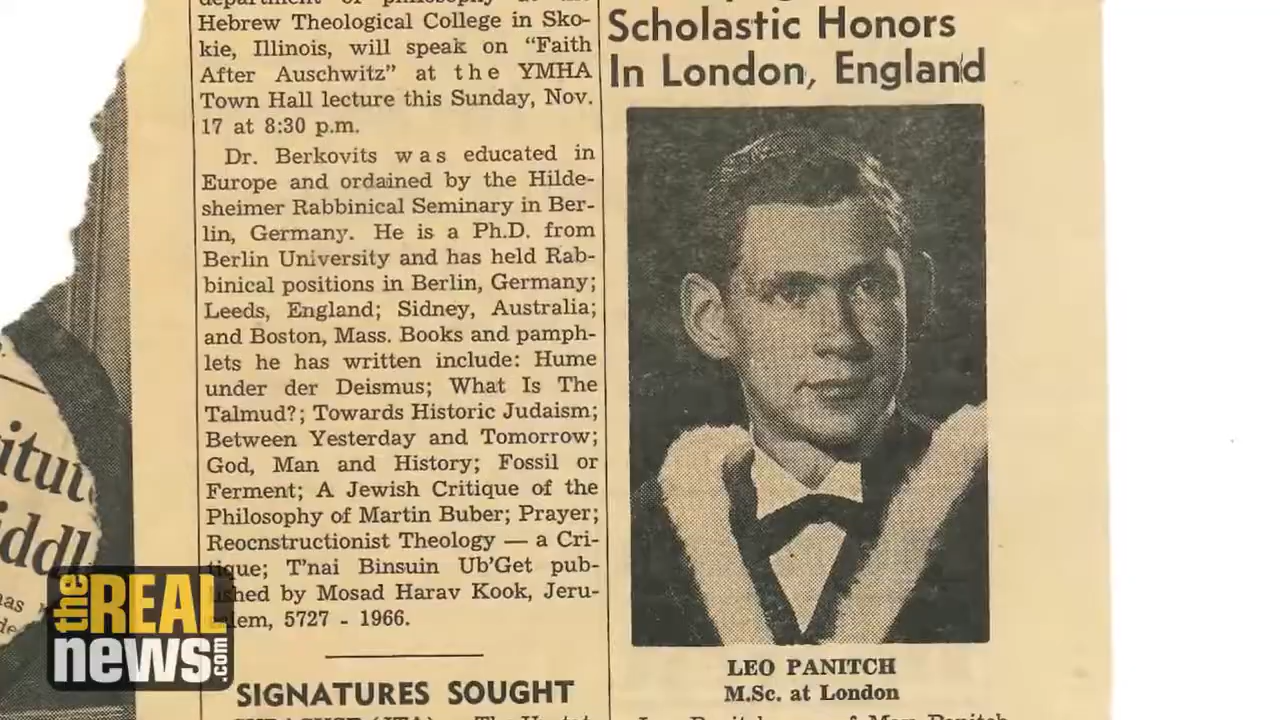 department of philosophy at the
Hebrew Theological College in Sko-
kie, Illinois, will speak on “Faith
After Auschwitz” at the YMHA
Town Hall lecture this Sunday, Nov.
17 at 8:30 p.m.
Dr. Berkovits was educated in
Europe and ordained by the Hilde-
sheimer Rabbinical Seminary in Ber-
lin, Germany. He is a Ph.D. from
Berlin University and has held Rab-
binical positions in Berlin, Germany;
Leeds, England; Sidney, Australia;
and Boston, Mass. Books and pamph-
lets he has written include: Hume
under der Deismus; What Is The
Talmud?; Towards Historic Judaism;
Between Yesterday and Tomorrow;
God, Man and History; Fossil or
Ferment; A Jewish Critique of the
Philosophy of Martin Buber; Prayer;
Reocnstructionist Theology — a Cri-
tique; T'nai Binsuin Ub'Get pub-
shed by Mosad Harav Kook, Jeru-
lem, 5727 - 1966.
SIGNATURES SOUGHT
Scholastic Honors
In London, England
LEO PANITCH
M.Sc. at London
the REAL
news.com